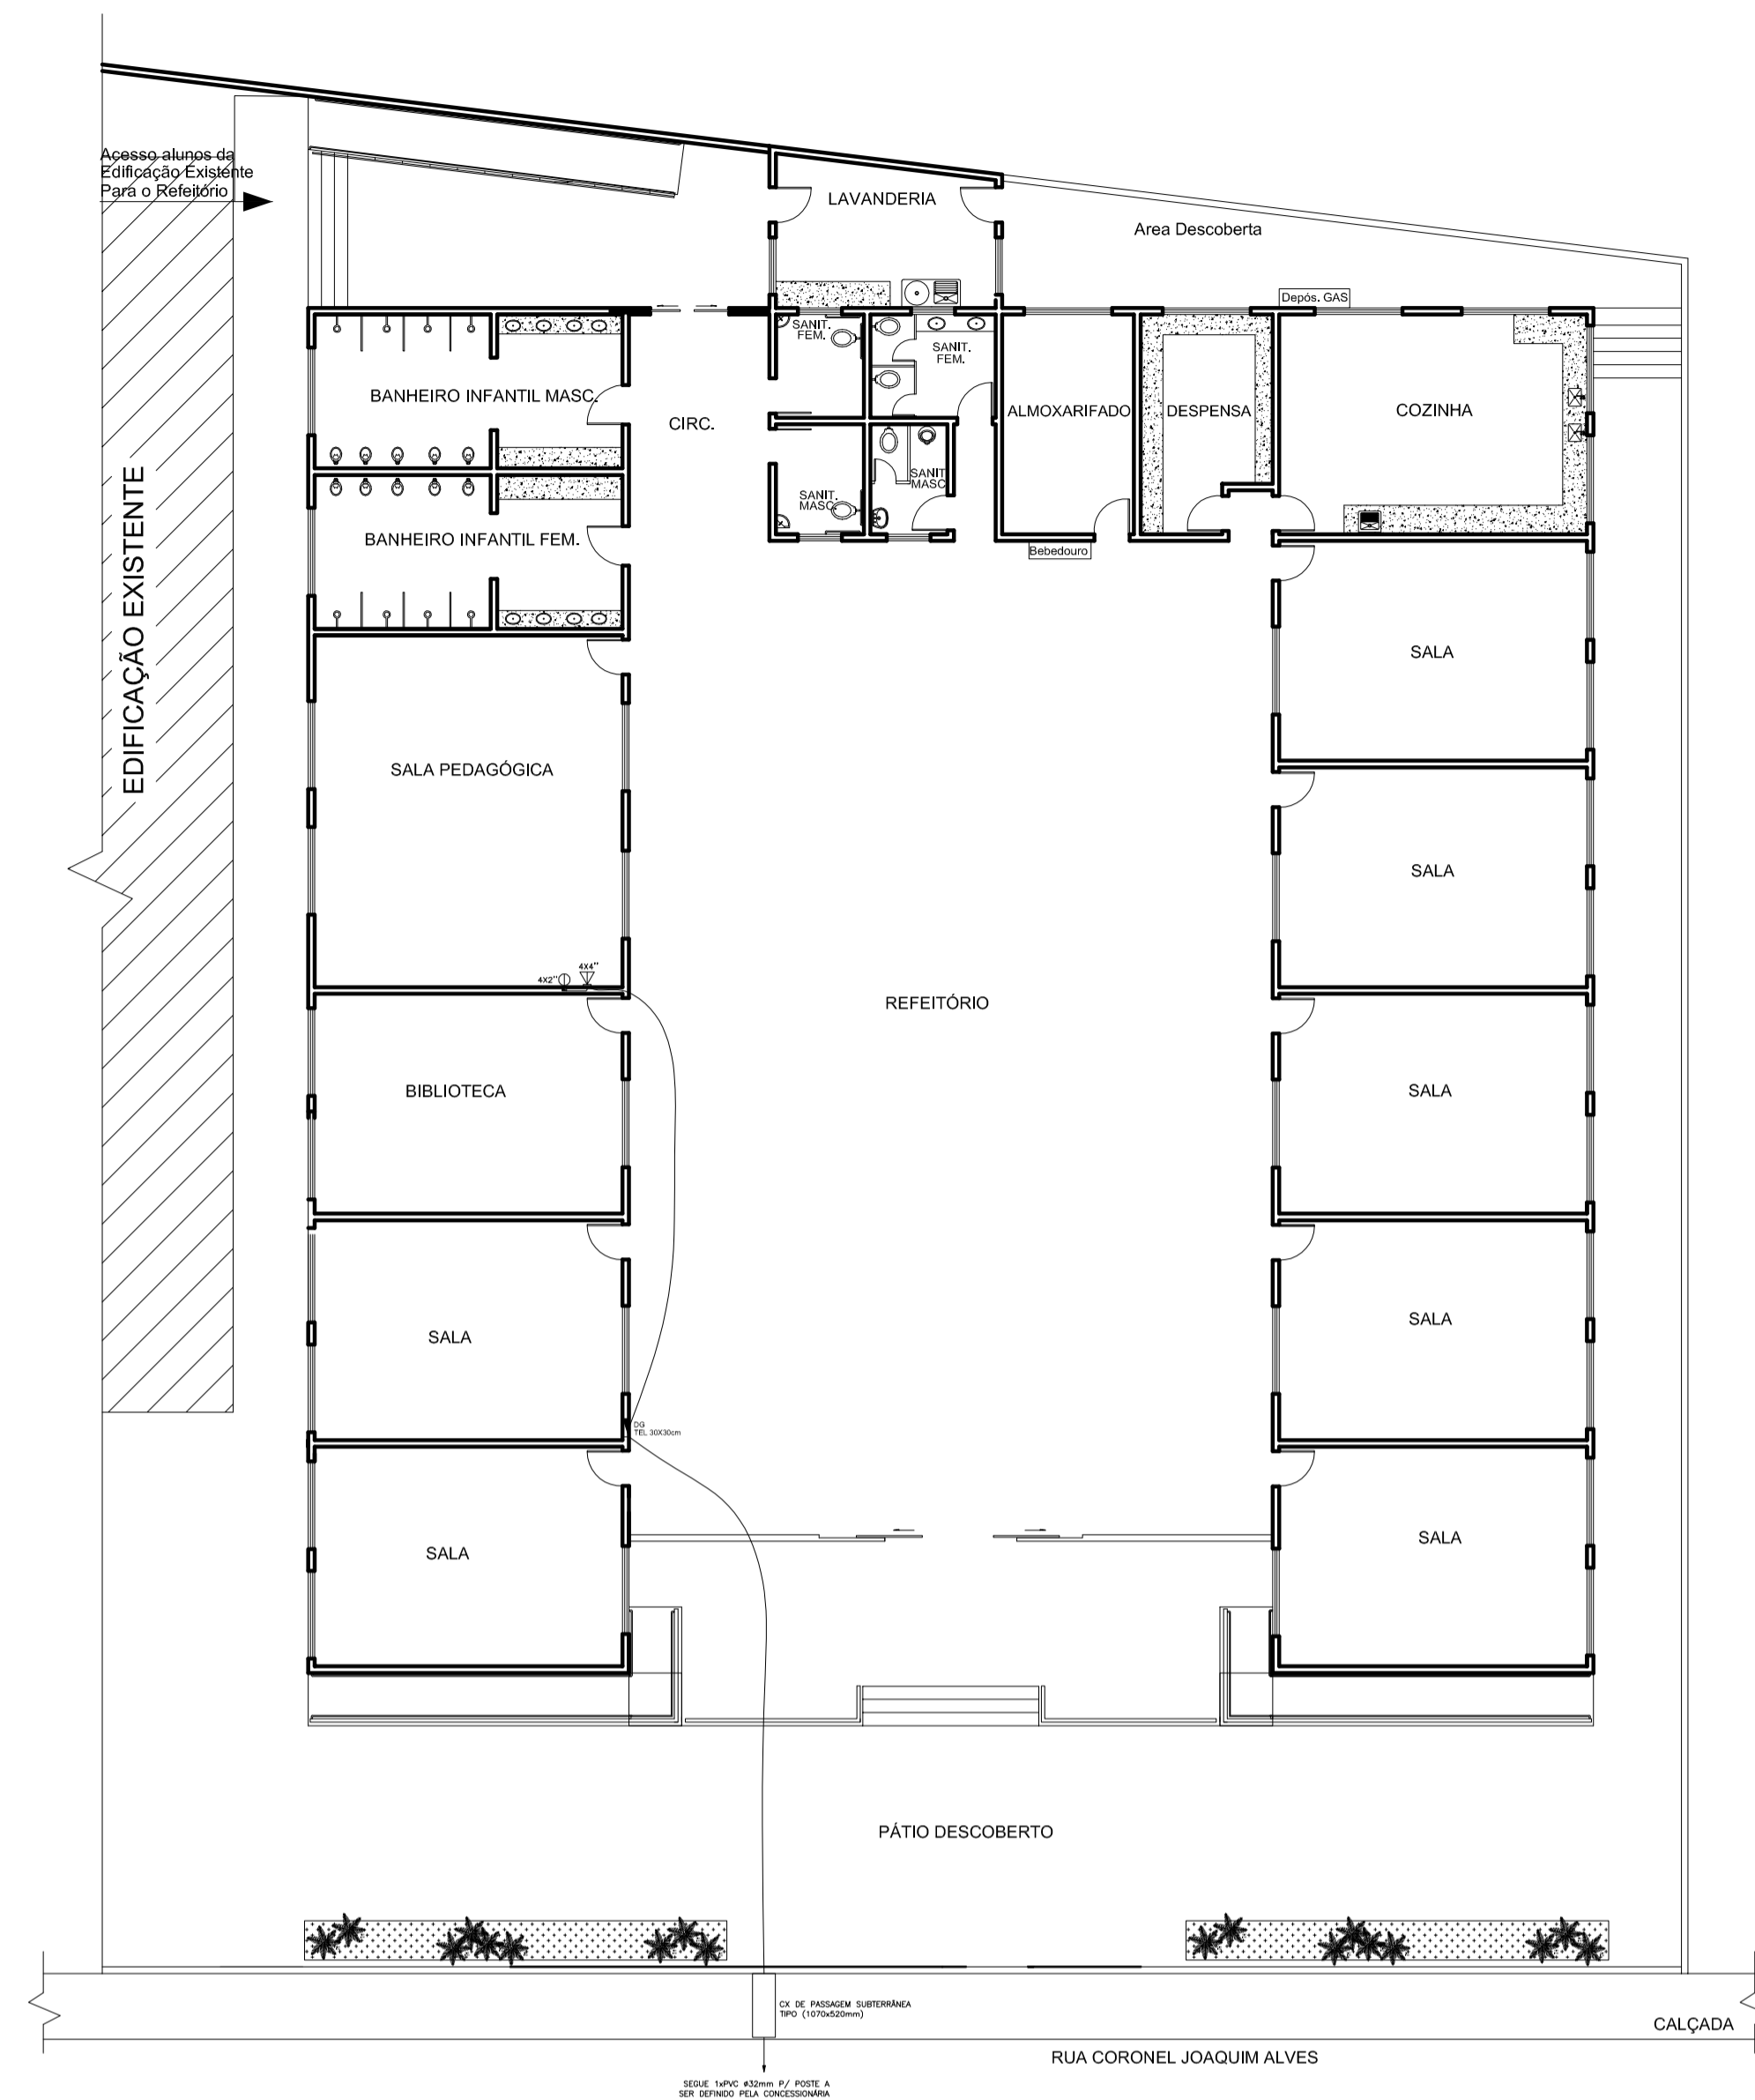 Acesso alunos da
Edificação Existente
Para o Refeitório
LAVANDERIA
Area Descoberta
Depós. GAS
SANIT.
FEM.
SANIT.
FEM.
BANHEIRO INFANTIL MASC.
CIRC.
ALMOXARIFADO
DESPENSA
COZINHA
SANIT.
MASC.
SANIT
MASC
BANHEIRO INFANTIL FEM.
Bebedouro
EDIFICAÇÃO EXISTENTE
SALA
SALA PEDAGÓGICA
SALA
4X2''
4X4''
REFEITÓRIO
BIBLIOTECA
SALA
SALA
SALA
DG
TEL 30X30cm
SALA
SALA
PÁTIO DESCOBERTO
CX DE PASSAGEM SUBTERRÂNEA
TIPO (1070x520mm)
CALÇADA
RUA CORONEL JOAQUIM ALVES
SEGUE 1xPVC ø32mm P/ POSTE A
SER DEFINIDO PELA CONCESSIONÁRIA